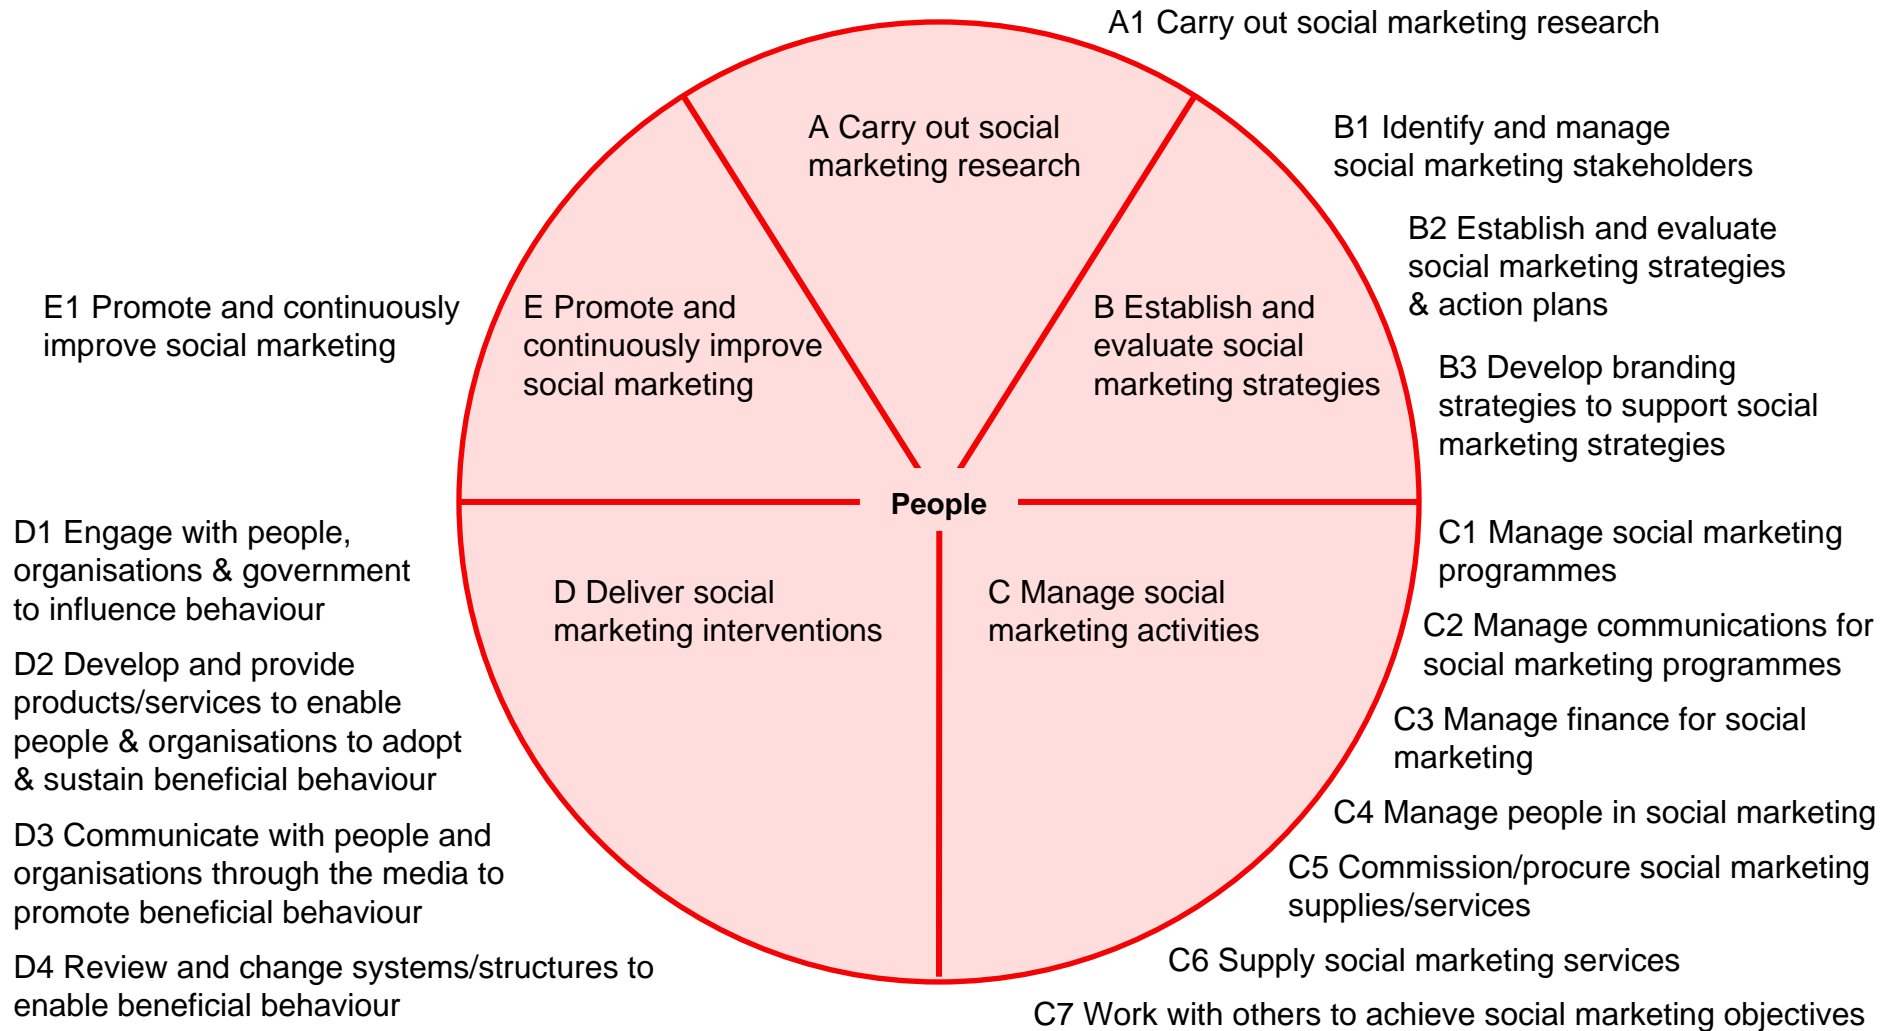 A1 Carry out social marketing research
A Carry out social
marketing research
B1 Identify and manage
social marketing stakeholders
B2 Establish and evaluate
social marketing strategies
& action plans
B Establish and
evaluate social
marketing strategies
B3 Develop branding
strategies to support social
marketing strategies
E1 Promote and continuously
improve social marketing
E Promote and
continuously improve
social marketing
People
C Manage social
marketing activities
C1 Manage social marketing
programmes
C2 Manage communications for
social marketing programmes
C3 Manage finance for social
marketing
C4 Manage people in social marketing
C5 Commission/procure social marketing
supplies/services
C6 Supply social marketing services
C7 Work with others to achieve social marketing objectives
D Deliver social
marketing interventions
D1 Engage with people,
organisations & government
to influence behaviour
D2 Develop and provide
products/services to enable
people & organisations to adopt
& sustain beneficial behaviour
D3 Communicate with people and
organisations through the media to
promote beneficial behaviour
D4 Review and change systems/structures to
enable beneficial behaviour